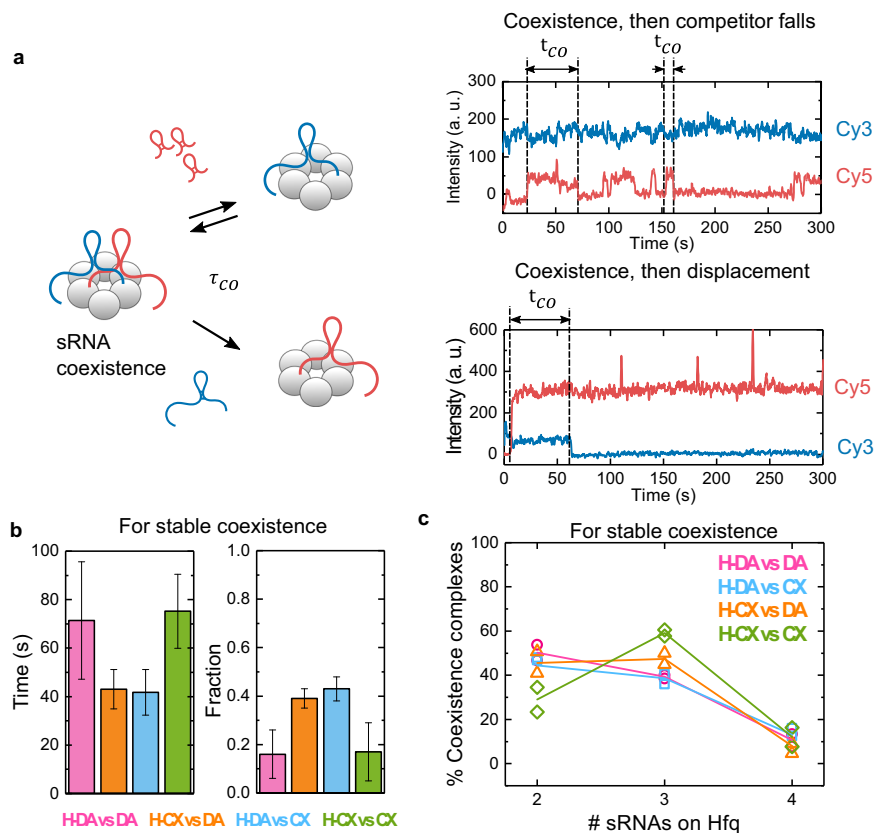 a
sRNA
coexistence
τCO
Coexistence, then competitor falls
tCO
tCO
Intensity (a. u.)
300
200
100
0
Cy3
Cy5
0 50 100 150 200 250 300
Time (s)
Coexistence, then displacement
tCO
Intensity (a. u.)
600
400
200
0
Cy5
Cy3
0 50 100 150 200 250 300
Time (s)
b
For stable coexistence
Time (s)
100
80
60
40
20
0
Fraction
1.0
0.8
0.6
0.4
0.2
0.0
H-DA vs DA H-CX vs DA H-DA vs CX H-CX vs CX
c
For stable coexistence
% Coexistence complexes
100
80
60
40
20
0
H-DA vs DA
H-DA vs CX
H-CX vs DA
H-CX vs CX
2 3 4
# sRNAs on Hfq